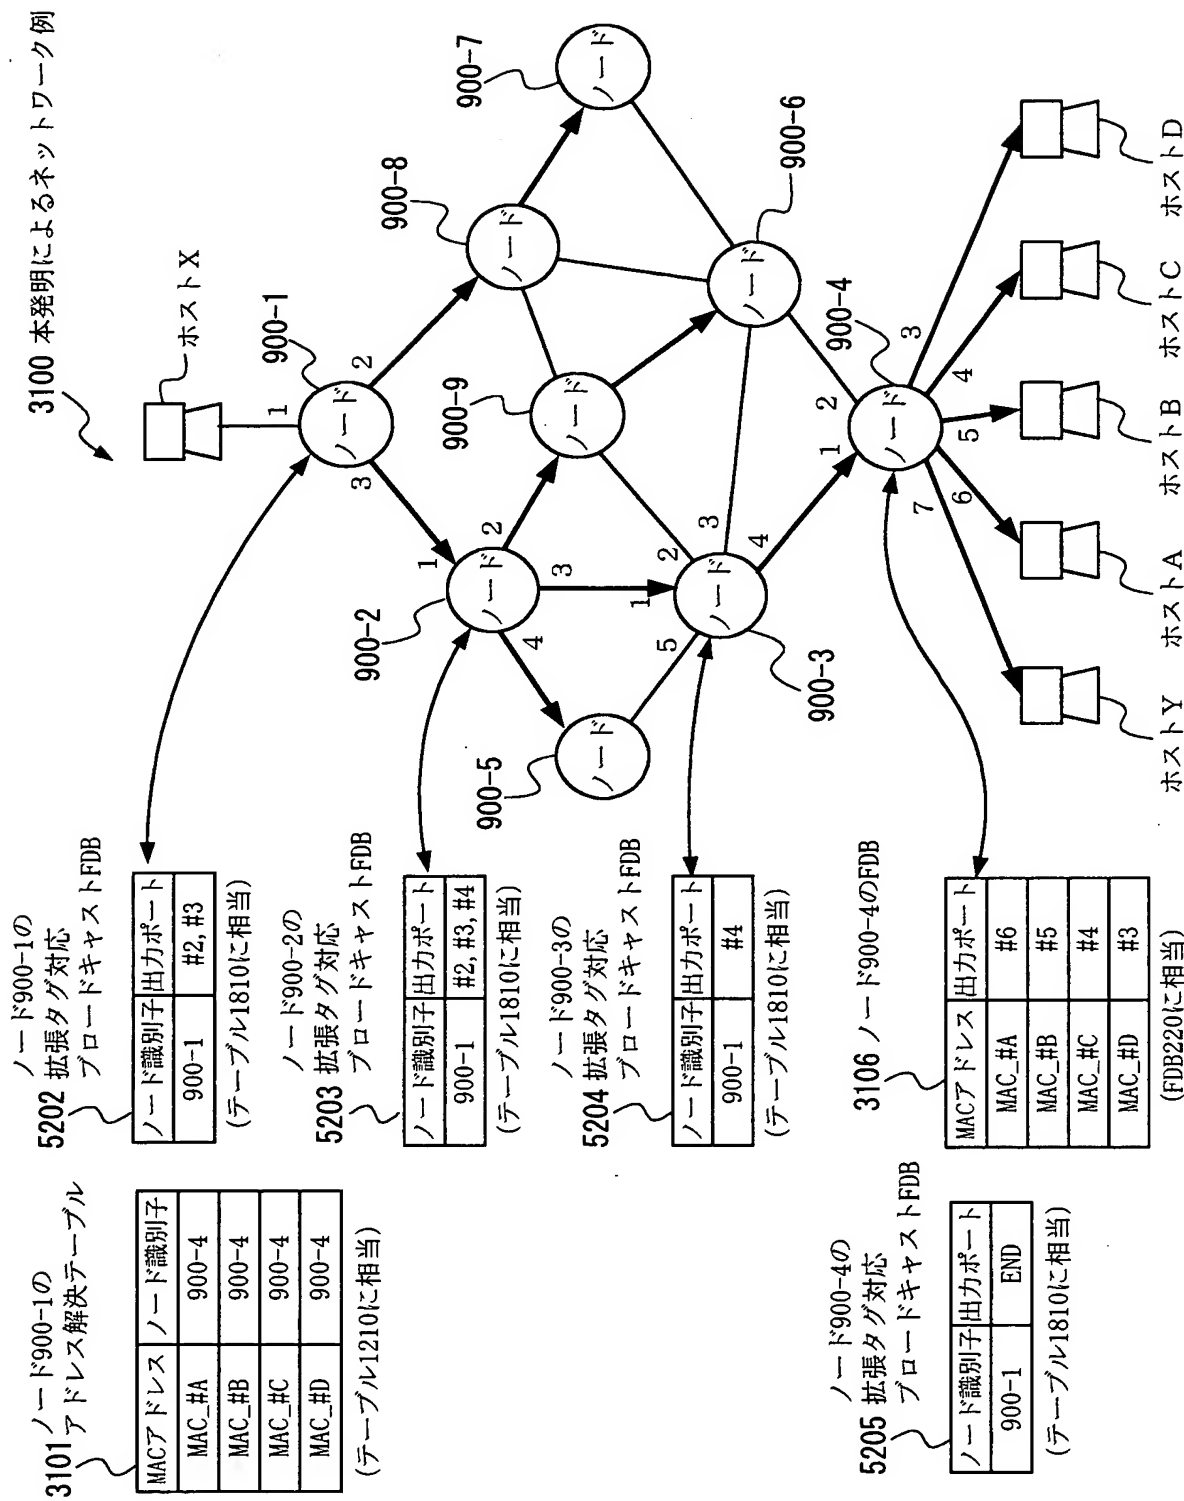 3100 本発明によるネットワーク例
ホストX
900-1
ノード
1
2
3
900-8
ノード
900-7
ノード
900-2
ノード
1
2
3
4
900-9
ノード
900-6
ノード
900-5
ノード
900-3
ノード
1
2
3
4
5
900-4
ノード
1
2
3
4
5
6
7
ホストY
ホストA
ホストB
ホストC
ホストD
3101 ノード900-1の
アドレス解決テーブル
MACアドレス ノード識別子
MAC_#A 900-4
MAC_#B 900-4
MAC_#C 900-4
MAC_#D 900-4
(テーブル1210に相当)
ノード900-1の
5202 拡張タグ対応
ブロードキャストFDB
ノード識別子 出力ポート
900-1 #2, #3
(テーブル1810に相当)
ノード900-2の
5203 拡張タグ対応
ブロードキャストFDB
ノード識別子 出力ポート
900-1 #2, #3, #4
(テーブル1810に相当)
ノード900-3の
5204 拡張タグ対応
ブロードキャストFDB
ノード識別子 出力ポート
900-1 #4
(テーブル1810に相当)
ノード900-4の
5205 拡張タグ対応
ブロードキャストFDB
ノード識別子 出力ポート
900-1 END
(テーブル1810に相当)
3106 ノード900-4のFDB
MACアドレス 出力ポート
MAC_#A #6
MAC_#B #5
MAC_#C #4
MAC_#D #3
(FDB220に相当)